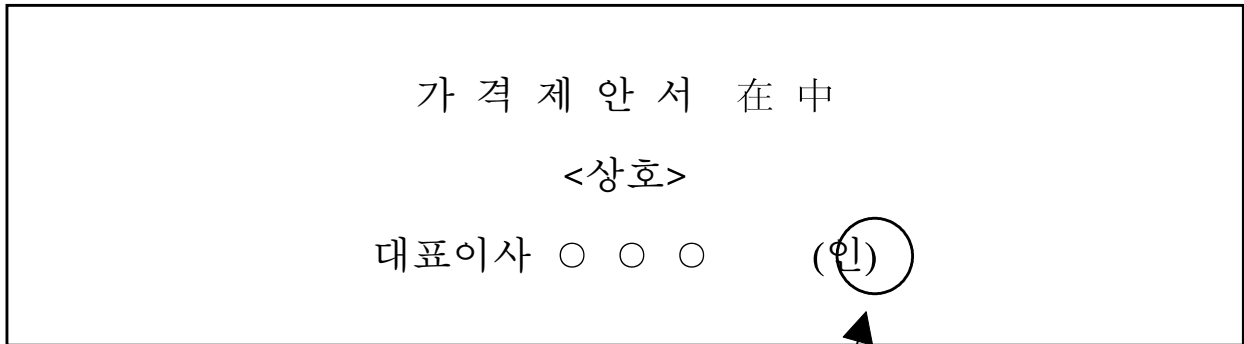 가 격 제 안 서 在 中
<상호>
대표이사 ○ ○ ○ (인)